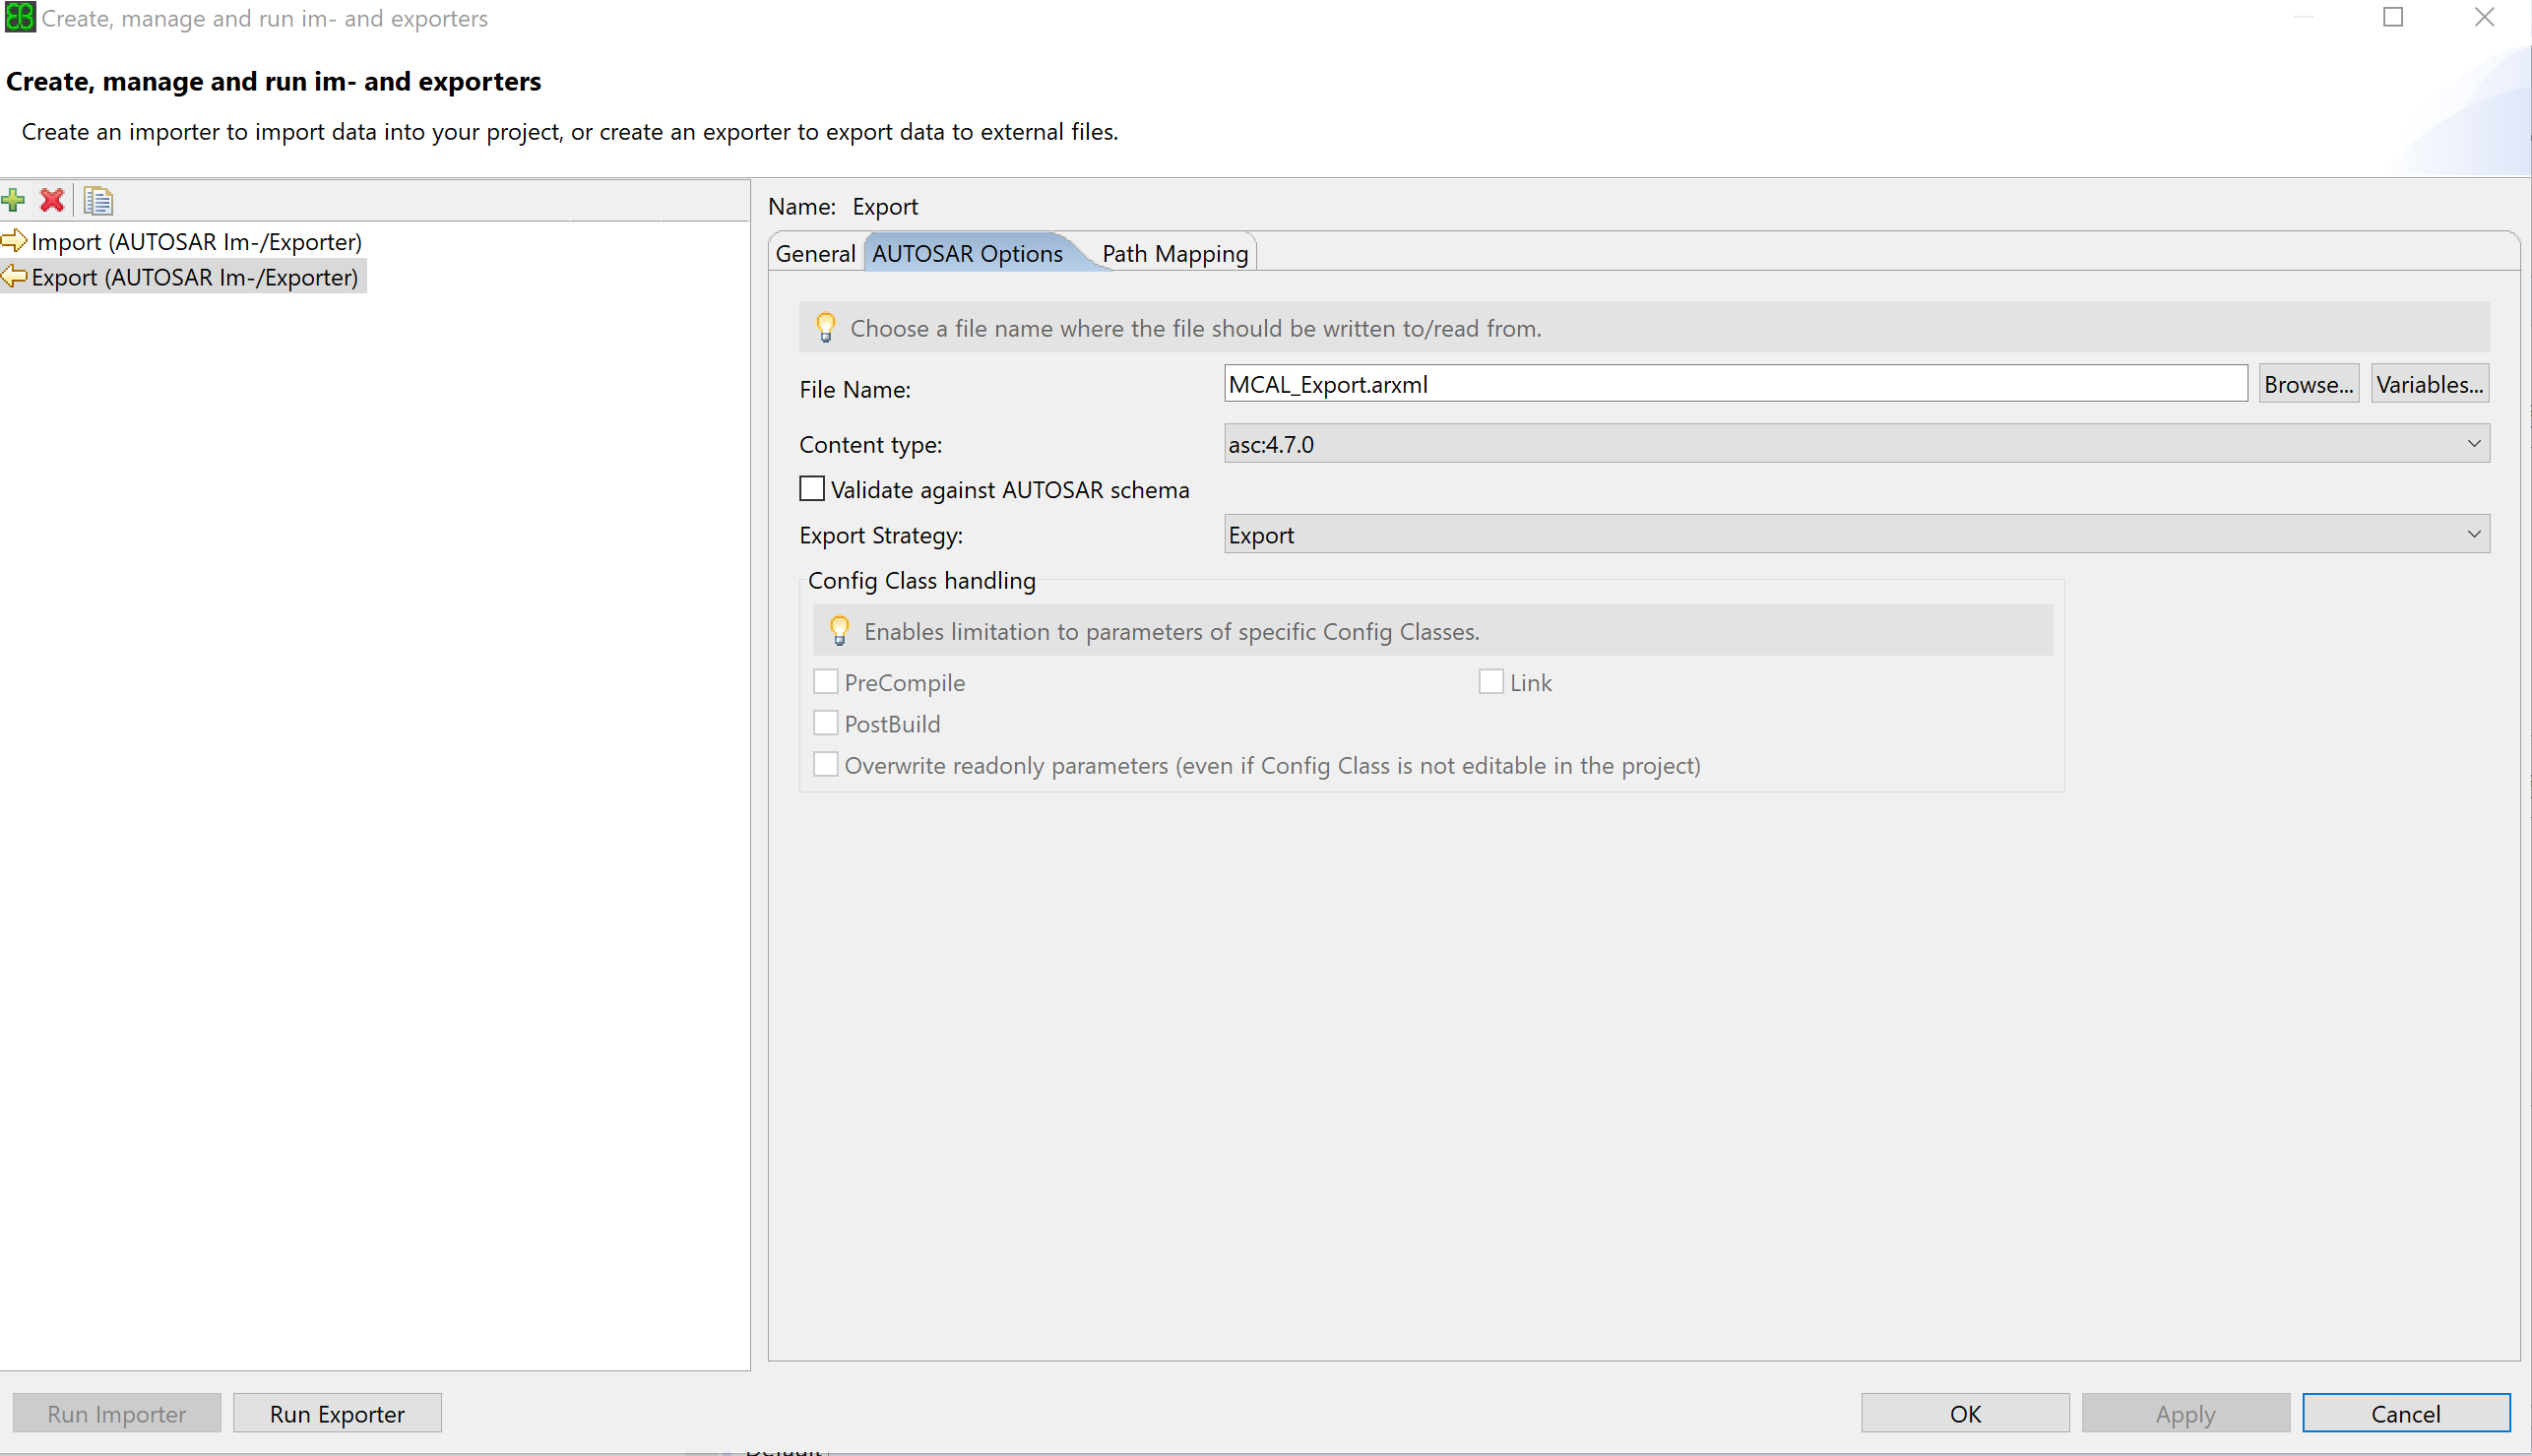 Create, manage and run im- and exporters
Create, manage and run im- and exporters
Create an importer to import data into your project, or create an exporter to export data to external files.
Import (AUTOSAR Im-/Exporter)
Export (AUTOSAR Im-/Exporter)
Name: Export
General AUTOSAR Options Path Mapping
Choose a file name where the file should be written to/read from.
File Name: MCAL_Export.arxml Browse... Variables...
Content type: asc:4.7.0
Validate against AUTOSAR schema
Export Strategy: Export
Config Class handling
Enables limitation to parameters of specific Config Classes.
PreCompile Link
PostBuild
Overwrite readonly parameters (even if Config Class is not editable in the project)
Run Importer Run Exporter OK Apply Cancel